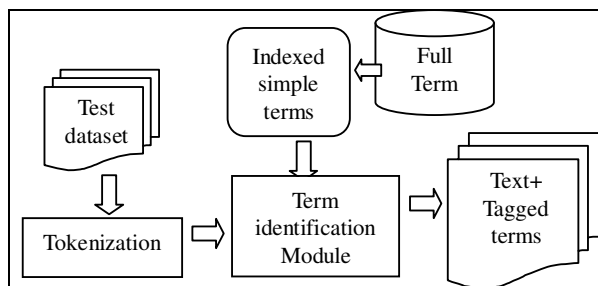 Test
dataset
Tokenization
Indexed
simple
terms
Full
Term
Term
identification
Module
Text+
Tagged
terms